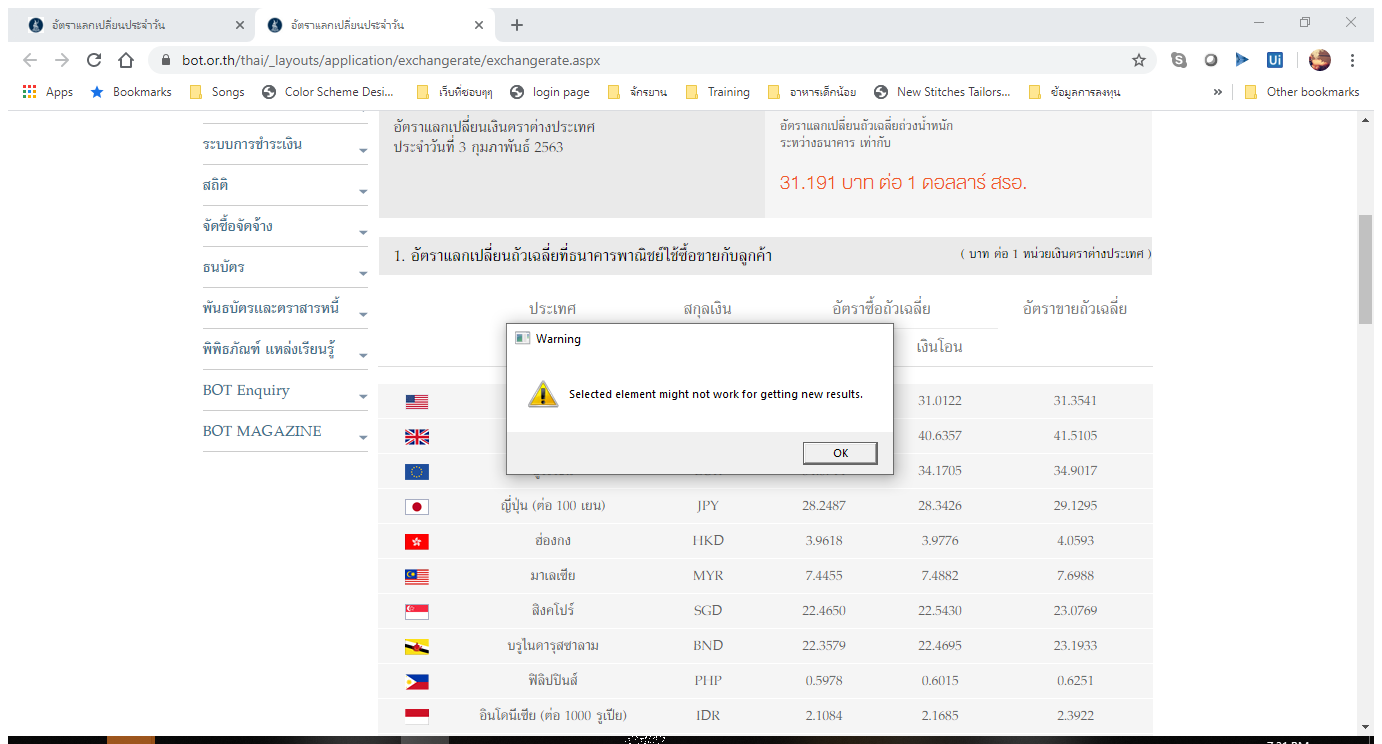 อัตราแลกเปลี่ยนประจำวัน
อัตราแลกเปลี่ยนประจำวัน
bot.or.th/thai/_layouts/application/exchangerate/exchangerate.aspx
Ui
Apps Bookmarks Songs Color Scheme Desi... เว็บที่ชอบๆๆ login page จักรยาน Training อาหารเด็กน้อย New Stitches Tailors... ข้อมูลการลงทุน » Other bookmarks
ระบบการชำระเงิน
สถิติ
จัดซื้อจัดจ้าง
ธนบัตร
พันธบัตรและตราสารหนี้
พิพิธภัณฑ์ แหล่งเรียนรู้
BOT Enquiry
BOT MAGAZINE
อัตราแลกเปลี่ยนเงินตราต่างประเทศ
ประจำวันที่ 3 กุมภาพันธ์ 2563
อัตราแลกเปลี่ยนถัวเฉลี่ยถ่วงน้ำหนัก
ระหว่างธนาคาร เท่ากับ
31.191 บาท ต่อ 1 ดอลลาร์ สรอ.
1. อัตราแลกเปลี่ยนถัวเฉลี่ยที่ธนาคารพาณิชย์ใช้ซื้อขายกับลูกค้า ( บาท ต่อ 1 หน่วยเงินตราต่างประเทศ )
ประเทศ สกุลเงิน อัตราซื้อถัวเฉลี่ย อัตราขายถัวเฉลี่ย
เงินโอน
Warning
Selected element might not work for getting new results.
OK
31.0122 31.3541
40.6357 41.5105
34.1705 34.9017
ญี่ปุ่น (ต่อ 100 เยน) JPY 28.2487 28.3426 29.1295
ฮ่องกง HKD 3.9618 3.9776 4.0593
มาเลเซีย MYR 7.4455 7.4882 7.6988
สิงคโปร์ SGD 22.4650 22.5430 23.0769
บรูไนดารุสซาลาม BND 22.3579 22.4695 23.1933
ฟิลิปปินส์ PHP 0.5978 0.6015 0.6251
อินโดนีเซีย (ต่อ 1000 รูเปีย) IDR 2.1084 2.1685 2.3922